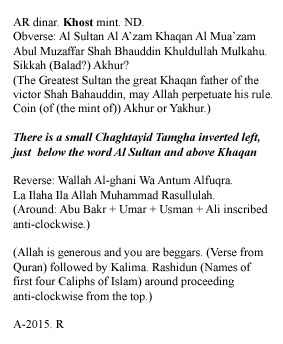 AR dinar. Khost mint. ND.
Obverse: Al Sultan Al A'zam Khaqan Al Mua'zam
Abul Muzaffar Shah Bhauddin Khuldullah Mulkahu.
Sikkah (Balad?) Akhur?
(The Greatest Sultan the great Khaqan father of the
victor Shah Bahauddin, may Allah perpetuate his rule.
Coin (of (the mint of)) Akhur or Yakhur.)
There is a small Chaghtayid Tamgha inverted left,
just below the word Al Sultan and above Khaqan
Reverse: Wallah Al-ghani Wa Antum Alfuqra.
La Ilaha Ila Allah Muhammad Rasullulah.
(Around: Abu Bakr + Umar + Usman + Ali inscribed
anti-clockwise.)
(Allah is generous and you are beggars. (Verse from
Quran) followed by Kalima. Rashidun (Names of
first four Caliphs of Islam) around proceeding
anti-clockwise from the top.)
A-2015. R